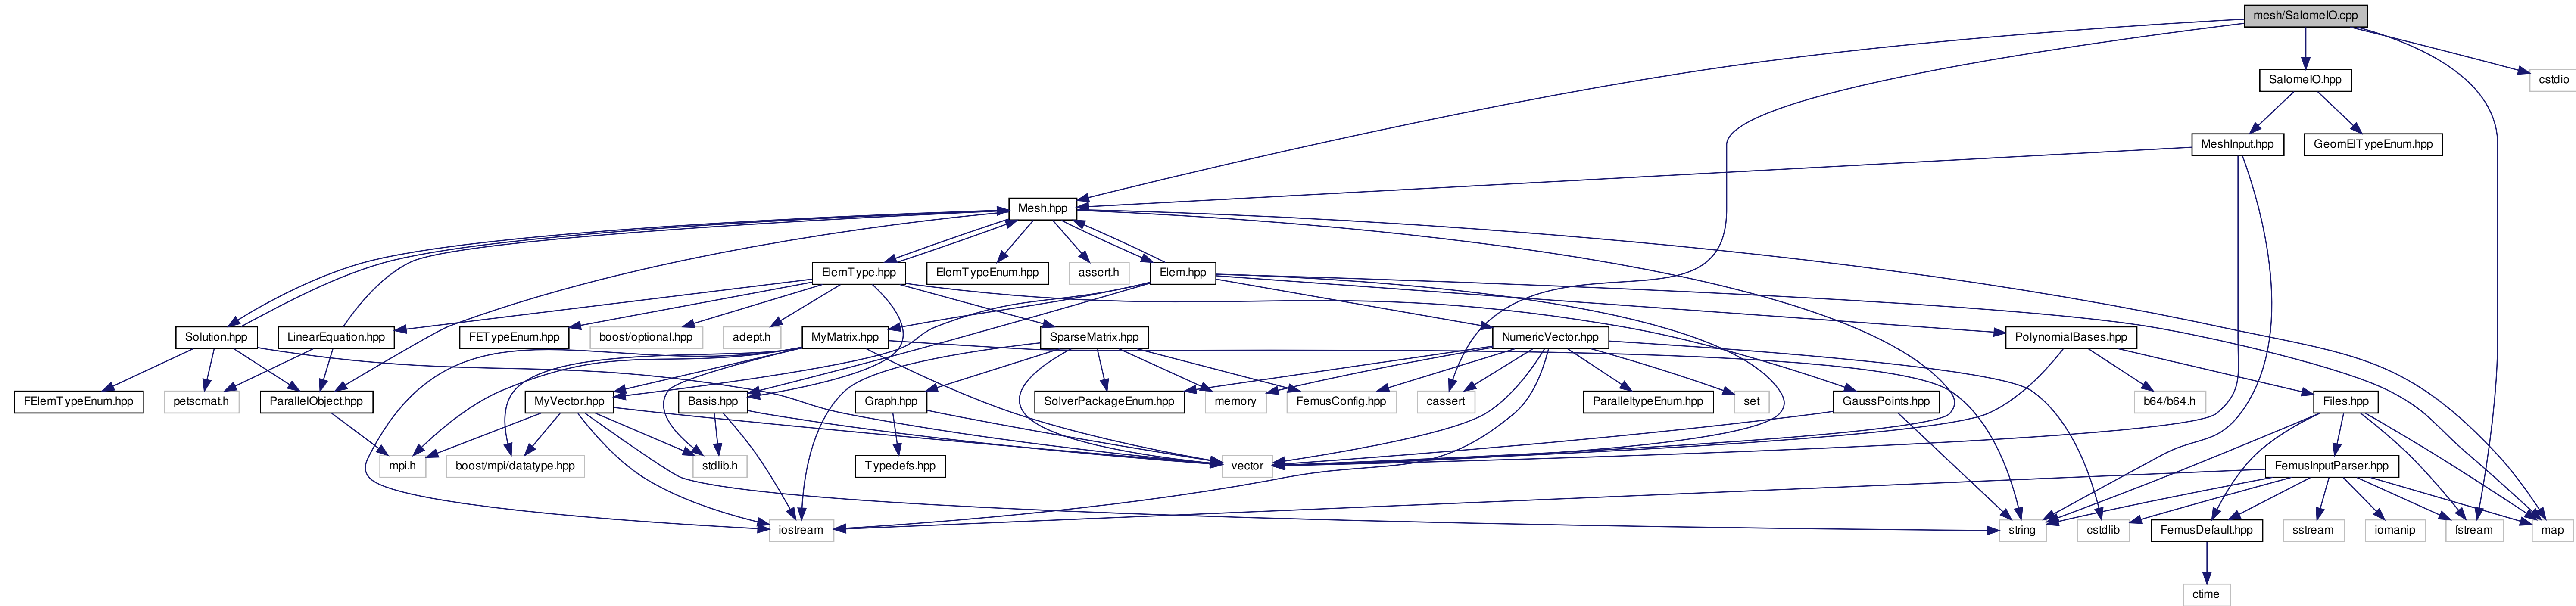 mesh/SalomeIO.cpp
SalomeIO.hpp
cstdio
MeshInput.hpp
GeomElTypeEnum.hpp
Mesh.hpp
ElemType.hpp
ElemTypeEnum.hpp
assert.h
Elem.hpp
Solution.hpp
LinearEquation.hpp
FETypeEnum.hpp
boost/optional.hpp
adept.h
MyMatrix.hpp
SparseMatrix.hpp
NumericVector.hpp
PolynomialBases.hpp
FElemTypeEnum.hpp
petscmat.h
ParallelObject.hpp
MyVector.hpp
Basis.hpp
Graph.hpp
SolverPackageEnum.hpp
memory
FemusConfig.hpp
cassert
ParalleltypeEnum.hpp
set
GaussPoints.hpp
b64/b64.h
Files.hpp
mpi.h
boost/mpi/datatype.hpp
stdlib.h
Typedefs.hpp
vector
FemusInputParser.hpp
iostream
string
cstdlib
FemusDefault.hpp
sstream
iomanip
fstream
map
ctime